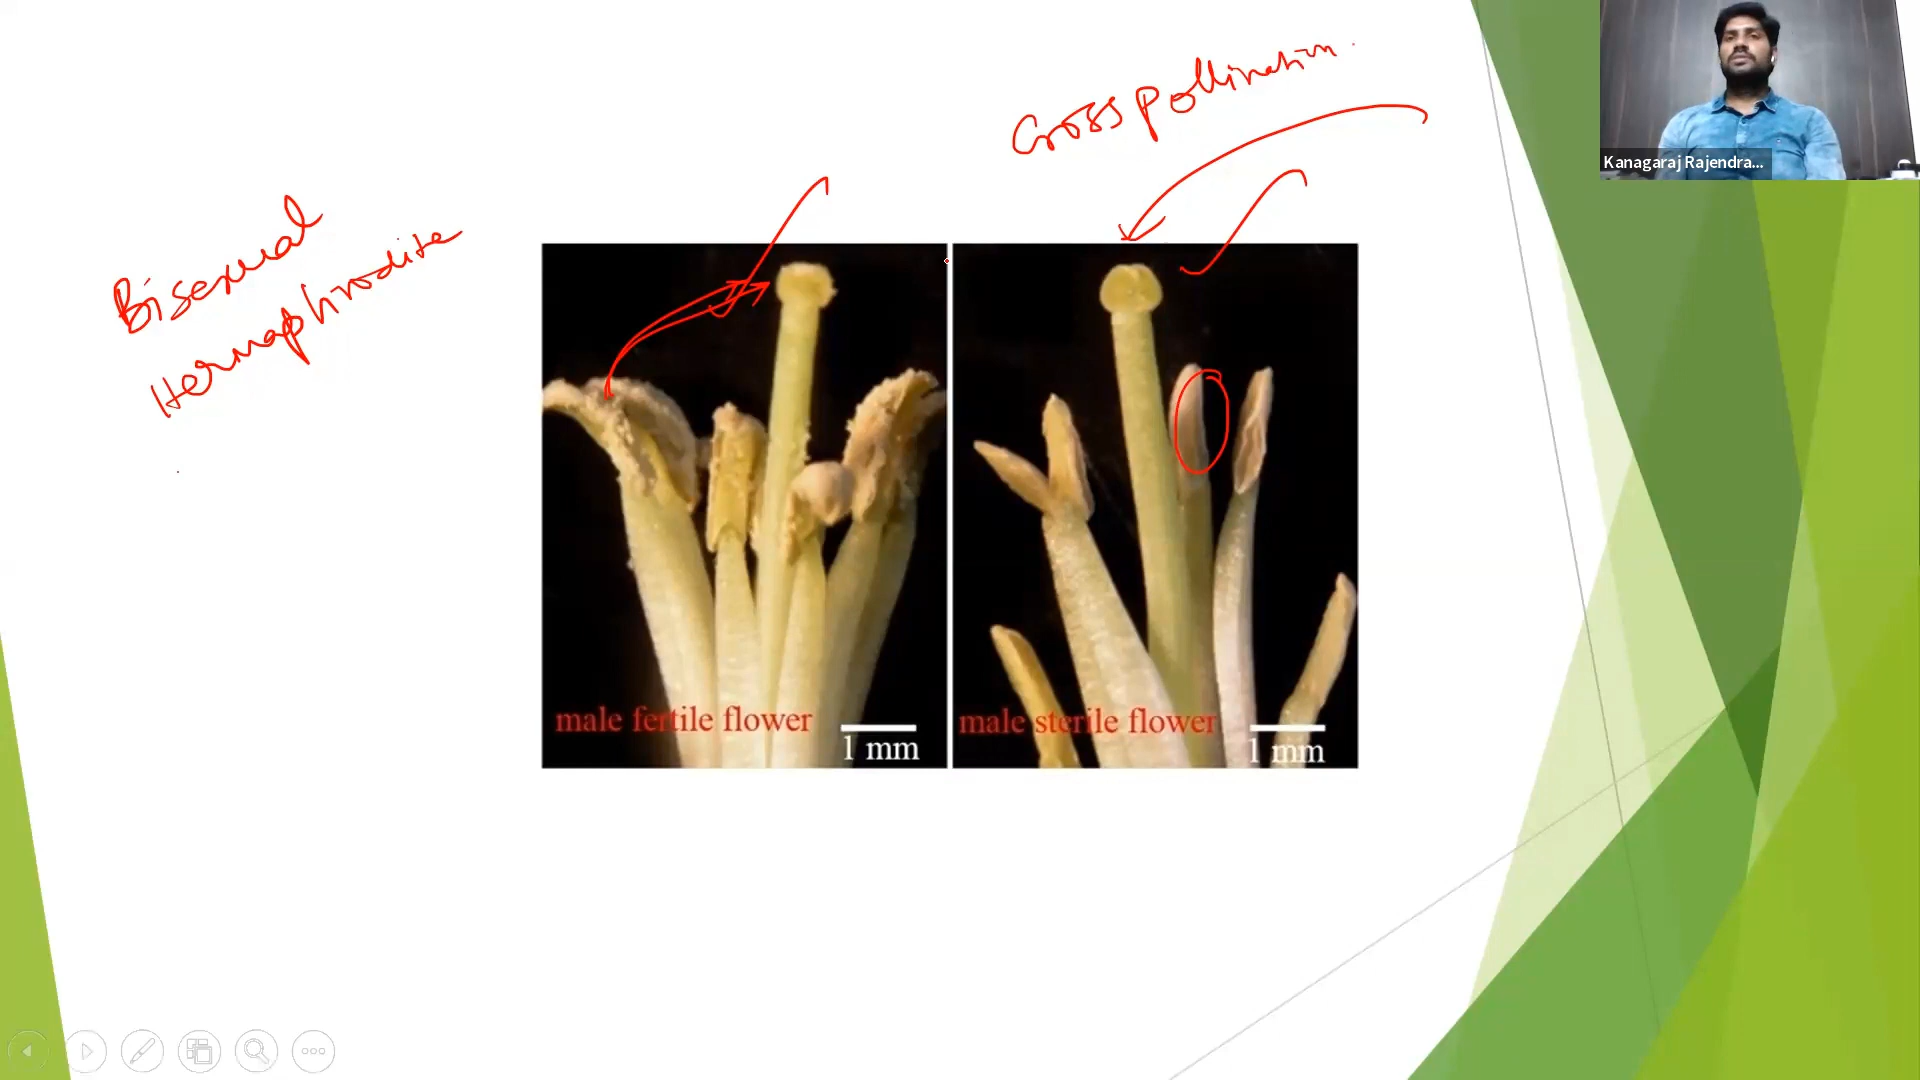 Cross pollination
Kanagaraj Rajendra...
Bisexual
Hermaphrodite
male fertile flower
1 mm
male sterile flower
1 mm